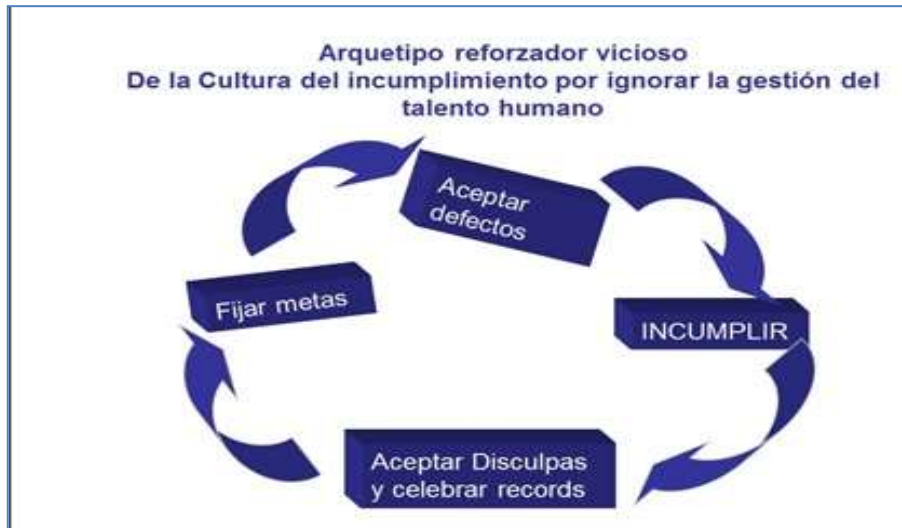 Arquetipo reforzador vicioso
De la Cultura del incumplimiento por ignorar la gestión del
talento humano
Aceptar
defectos
Fijar metas
INCUMPLIR
Aceptar Disculpas
y celebrar records